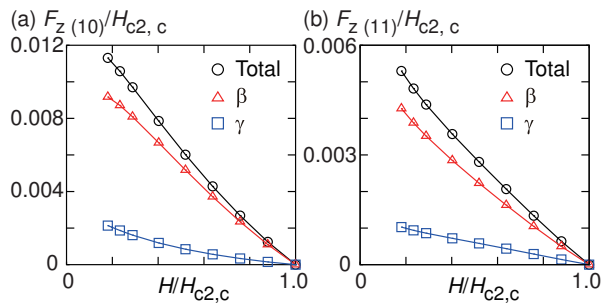 (a) F_z (10)/H_c2, c
0.012
0.008
0.004
0
0
1.0
H/H_c2,c
Total
β
γ
(b) F_z (11)/H_c2, c
0.006
0.003
0
0
1.0
H/H_c2,c
Total
β
γ